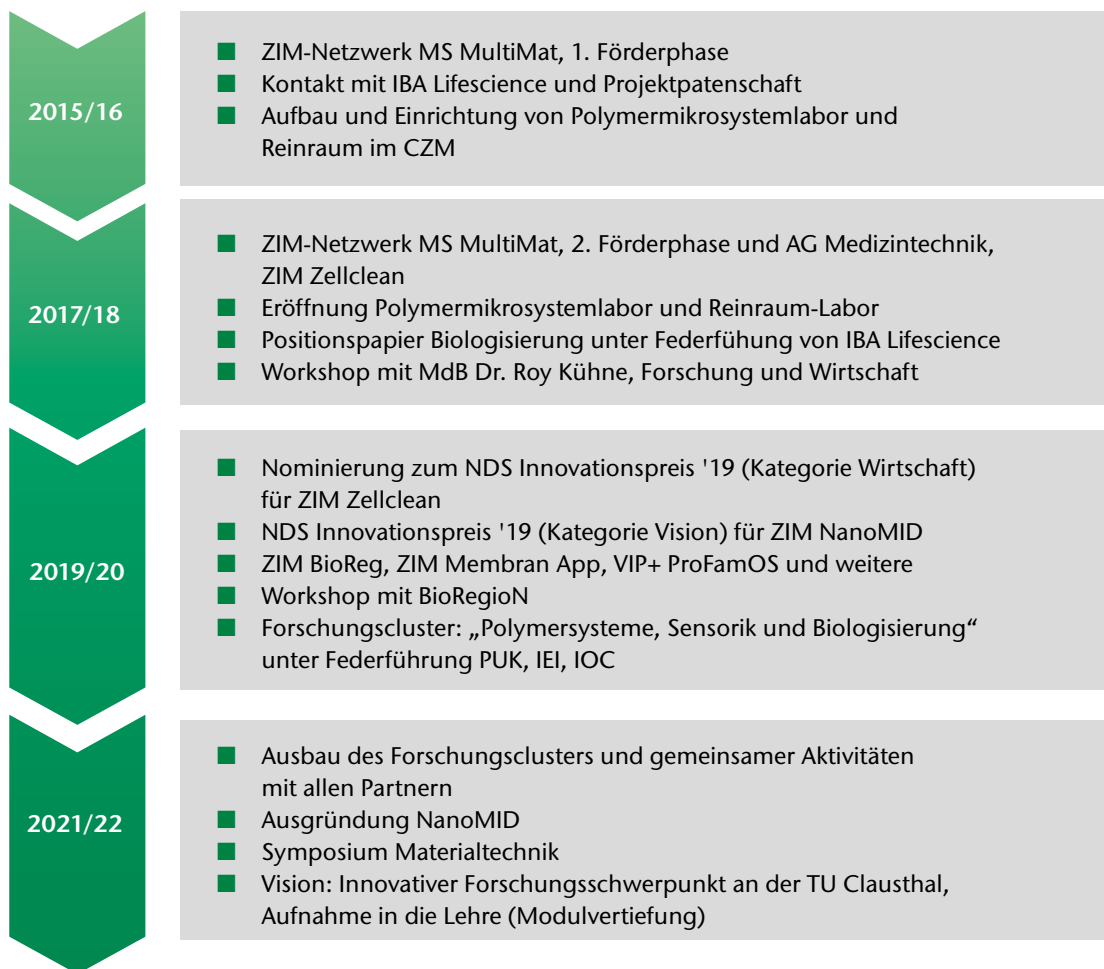 2015/16
■ ZIM-Netzwerk MS MultiMat, 1. Förderphase
■ Kontakt mit IBA Lifescience und Projektpatenschaft
■ Aufbau und Einrichtung von Polymermikrosystemlabor und
Reinraum im CZM
2017/18
■ ZIM-Netzwerk MS MultiMat, 2. Förderphase und AG Medizintechnik,
ZIM Zellclean
■ Eröffnung Polymermikrosystemlabor und Reinraum-Labor
■ Positionspapier Biologisierung unter Federfühung von IBA Lifescience
■ Workshop mit MdB Dr. Roy Kühne, Forschung und Wirtschaft
2019/20
■ Nominierung zum NDS Innovationspreis '19 (Kategorie Wirtschaft)
für ZIM Zellclean
■ NDS Innovationspreis '19 (Kategorie Vision) für ZIM NanoMID
■ ZIM BioReg, ZIM Membran App, VIP+ ProFamOS und weitere
■ Workshop mit BioRegioN
■ Forschungscluster: „Polymersysteme, Sensorik und Biologisierung“
unter Federführung PUK, IEI, IOC
2021/22
■ Ausbau des Forschungsclusters und gemeinsamer Aktivitäten
mit allen Partnern
■ Ausgründung NanoMID
■ Symposium Materialtechnik
■ Vision: Innovativer Forschungsschwerpunkt an der TU Clausthal,
Aufnahme in die Lehre (Modulvertiefung)